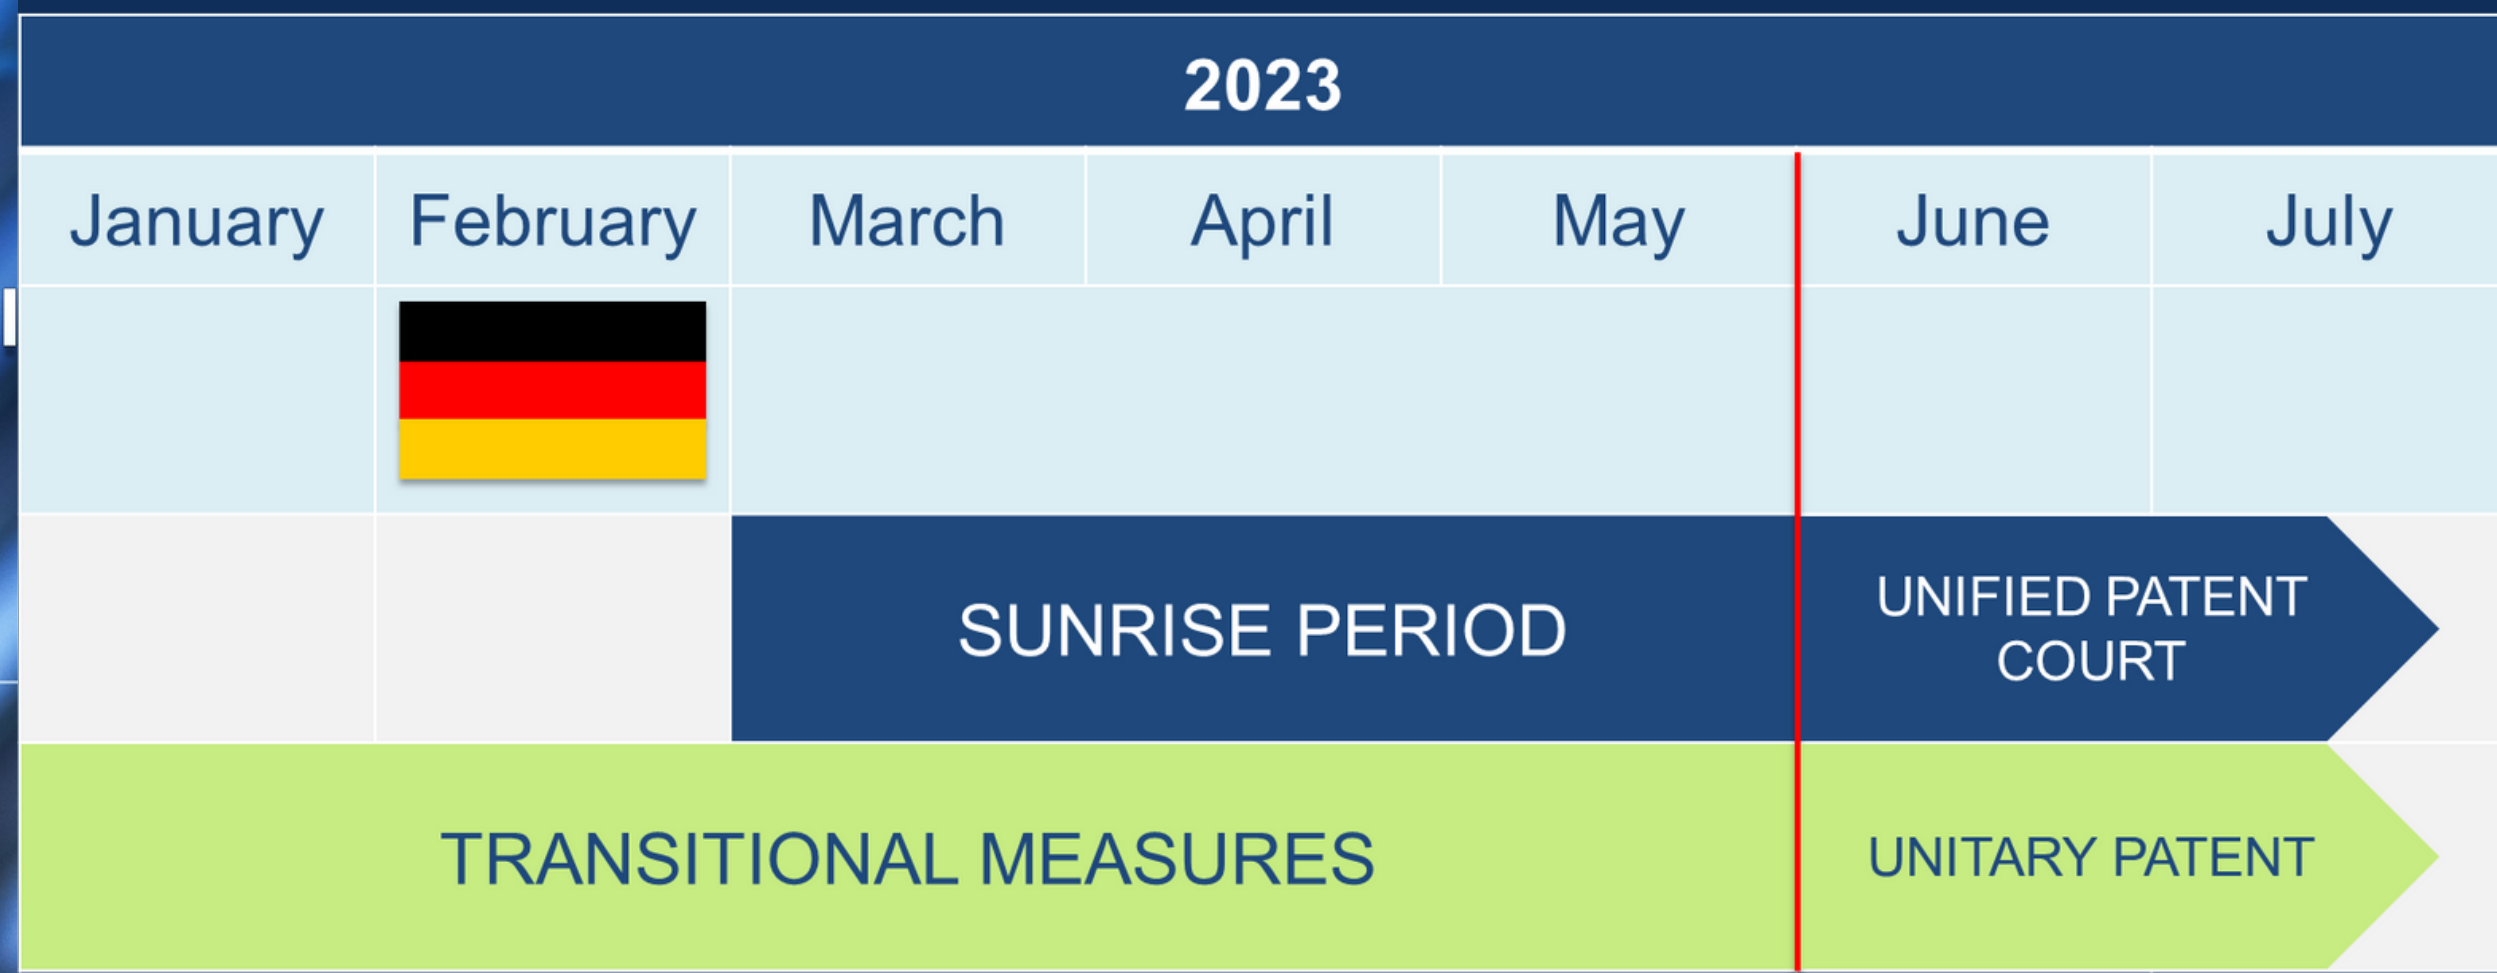 2023
January February March April May June July
SUNRISE PERIOD
UNIFIED PATENT
COURT
TRANSITIONAL MEASURES
UNITARY PATENT